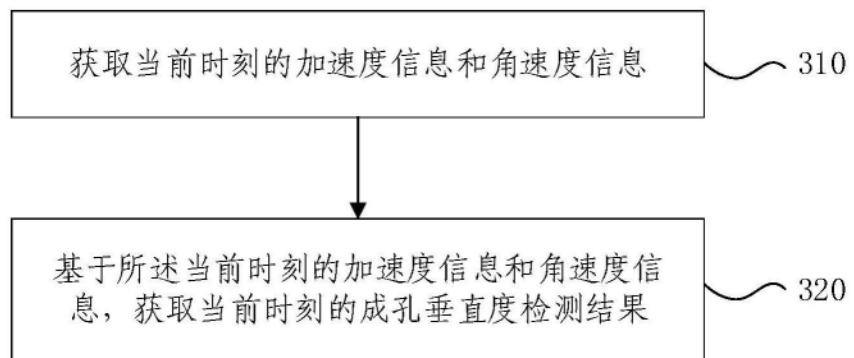 获取当前时刻的加速度信息和角速度信息
310
基于所述当前时刻的加速度信息和角速度信
息，获取当前时刻的成孔垂直度检测结果
320